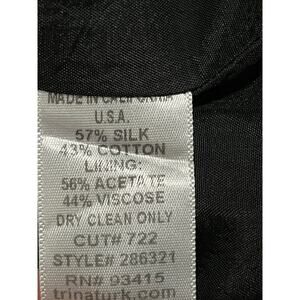 MADE IN CALIFORNIA
U.S.A.
57% SILK
43% COTTON
LINING:
56% ACETATE
44% VISCOSE
DRY CLEAN ONLY
CUT# 722
STYLE# 286321
RN# 93415
trinaturk.com